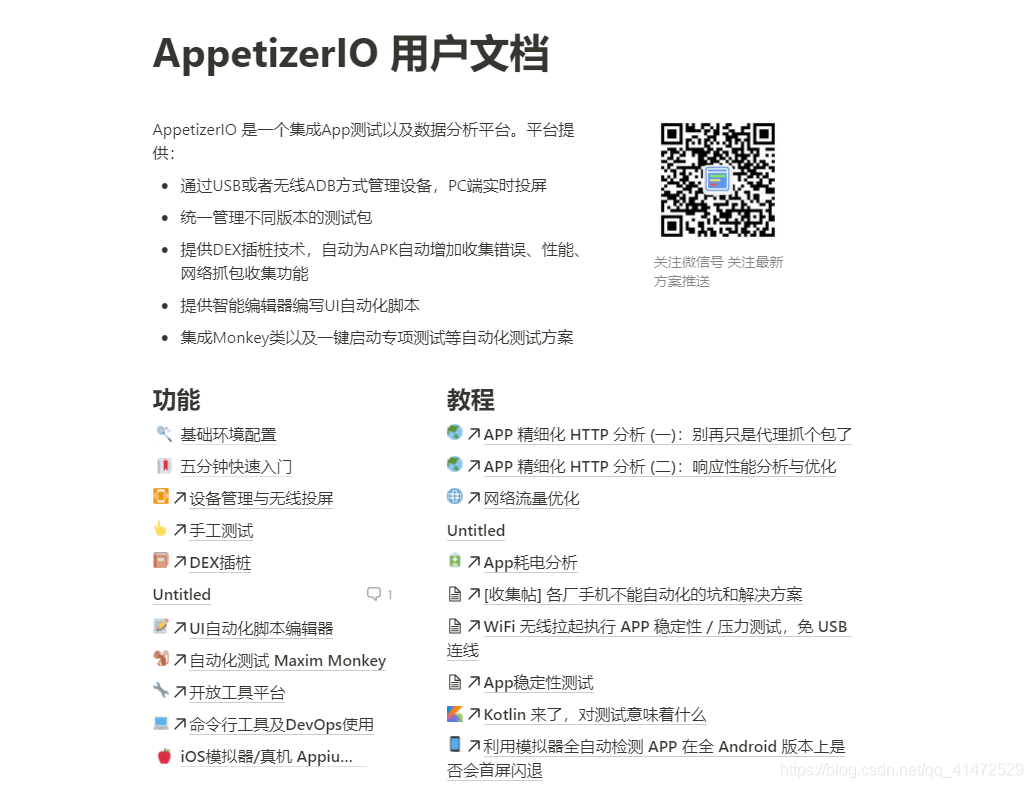 AppetizerIO 用户文档
AppetizerIO 是一个集成App测试以及数据分析平台。平台提
供：
通过USB或者无线ADB方式管理设备，PC端实时投屏
统一管理不同版本的测试包
提供DEX插桩技术，自动为APK自动增加收集错误、性能、
网络抓包收集功能
提供智能编辑器编写UI自动化脚本
集成Monkey类以及一键启动专项测试等自动化测试方案
关注微信号 关注最新
方案推送
功能
基础环境配置
五分钟快速入门
设备管理与无线投屏
手工测试
DEX插桩
Untitled 1
UI自动化脚本编辑器
自动化测试 Maxim Monkey
开放工具平台
命令行工具及DevOps使用
iOS模拟器/真机 Appiu...
教程
APP 精细化 HTTP 分析 (一)：别再只是代理抓个包了
APP 精细化 HTTP 分析 (二)：响应性能分析与优化
网络流量优化
Untitled
App耗电分析
[收集帖] 各厂手机不能自动化的坑和解决方案
WiFi 无线拉起执行 APP 稳定性 / 压力测试，免 USB
连线
App稳定性测试
Kotlin 来了，对测试意味着什么
利用模拟器全自动检测 APP 在全 Android 版本上是
否会首屏闪退
https://blog.csdn.net/qq_41472529